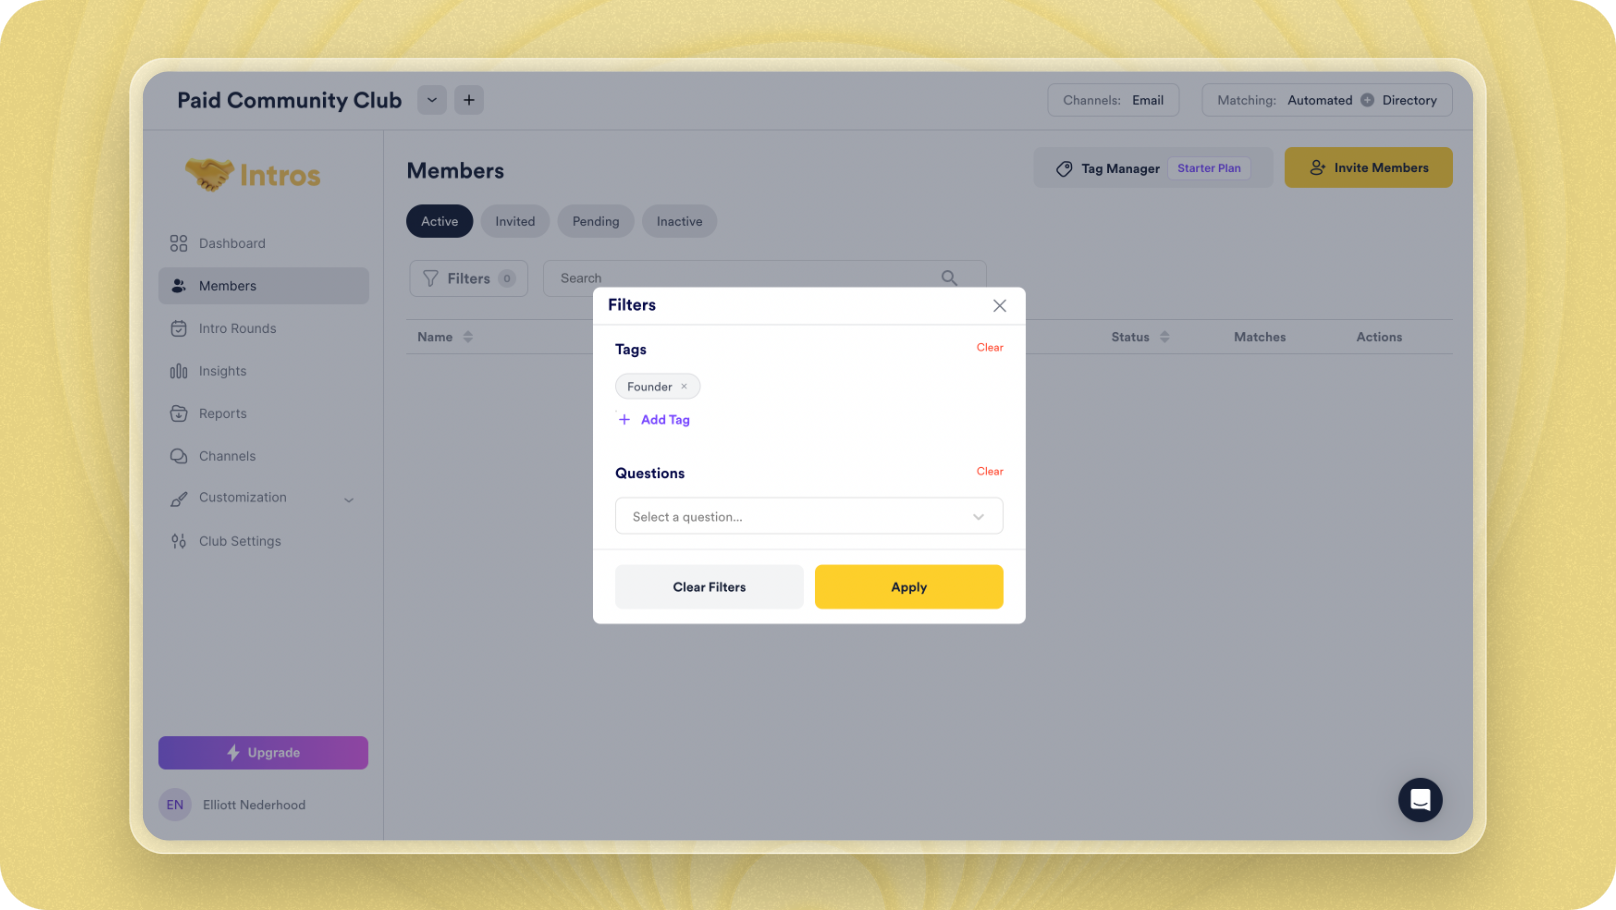 Paid Community Club
Channels: Email
Matching: Automated Directory
Intros
Members
Tag Manager Starter Plan
Invite Members
Active Invited Pending Inactive
Dashboard
Members
Intro Rounds
Insights
Reports
Channels
Customization
Club Settings
Filters 0
Search
Name Status Matches Actions
Filters
Tags Clear
Founder ×
+ Add Tag
Questions Clear
Select a question...
Clear Filters Apply
Upgrade
EN Elliott Nederhood